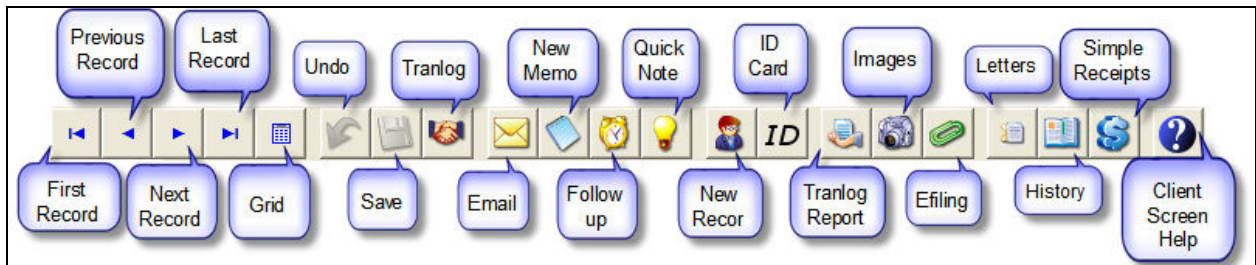 Previous
Record
Last
Record
Undo
Tranlog
New
Memo
Quick
Note
ID
Card
Images
Letters
Simple
Receipts
ID
First
Record
Next
Record
Grid
Save
Email
Follow
up
New
Recor
Tranlog
Report
Efiling
History
Client
Screen
Help